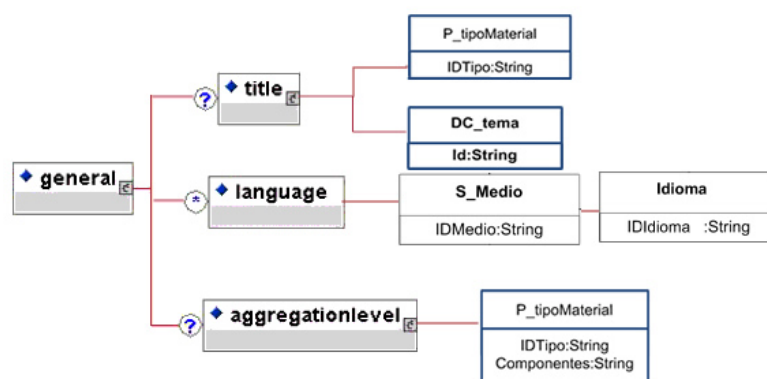 P_tipoMaterial
IDTipo:String
? title
DC_tema
Id:String
general
* language
S_Medio
IDMedio:String
Idioma
IDIdioma :String
? aggregationlevel
P_tipoMaterial
IDTipo:String
Componentes:String